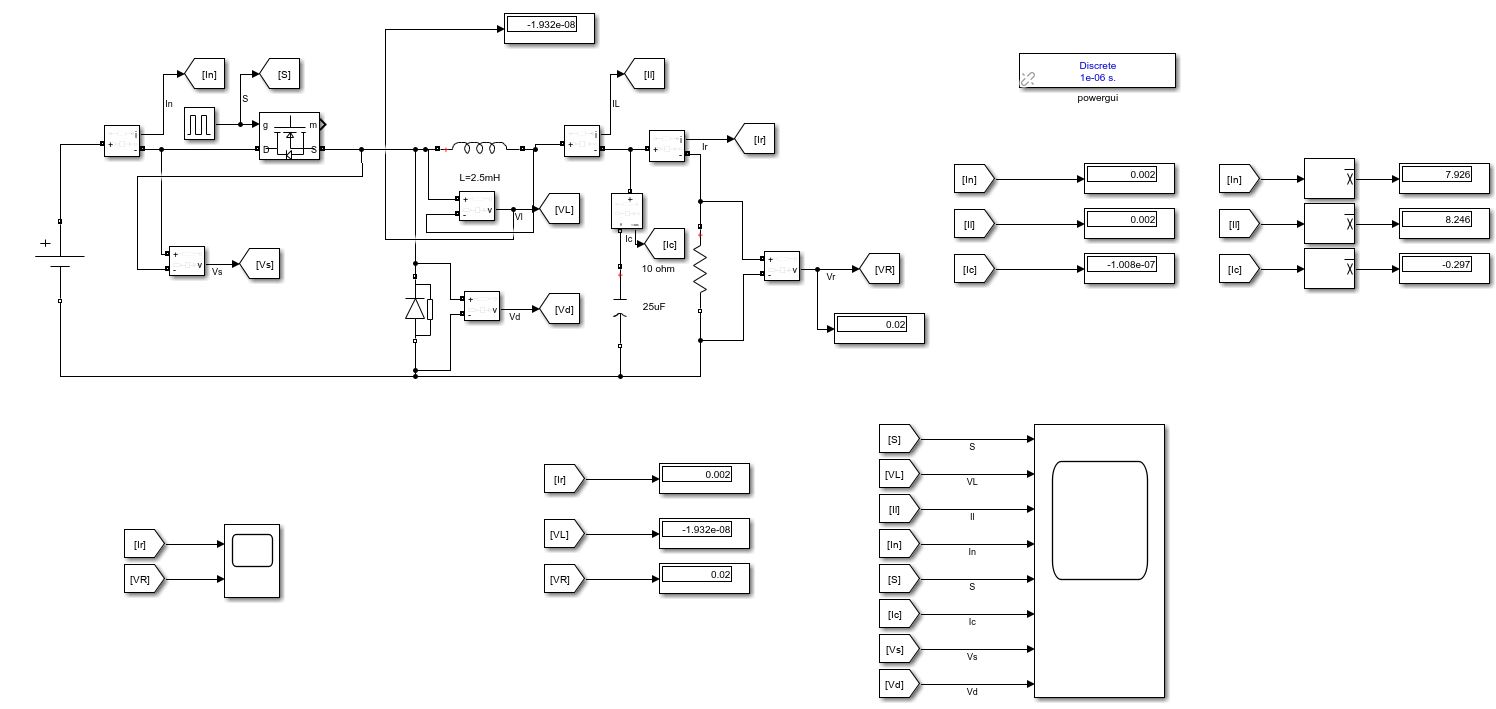 -1.932e-08
[In]
[S]
[Il]
Discrete
1e-06 s.
powergui
In
S
IL
g
m
D
S
i
+
-
i
+
-
i
+
-
Ir
[Ir]
L=2.5mH
+
-
v
Vl
[VL]
+
Ic
[Ic]
10 ohm
25uF
+
+
-
v
Vs
[Vs]
+
-
v
Vd
[Vd]
+
-
v
Vr
[VR]
0.02
[In]
0.002
[Il]
0.002
[Ic]
-1.008e-07
[In]
X
7.926
[Il]
X
8.246
[Ic]
X
-0.297
[Ir]
[VR]
[Ir]
0.002
[VL]
-1.932e-08
[VR]
0.02
[S]
S
[VL]
VL
[Il]
Il
[In]
In
[S]
S
[Ic]
Ic
[Vs]
Vs
[Vd]
Vd